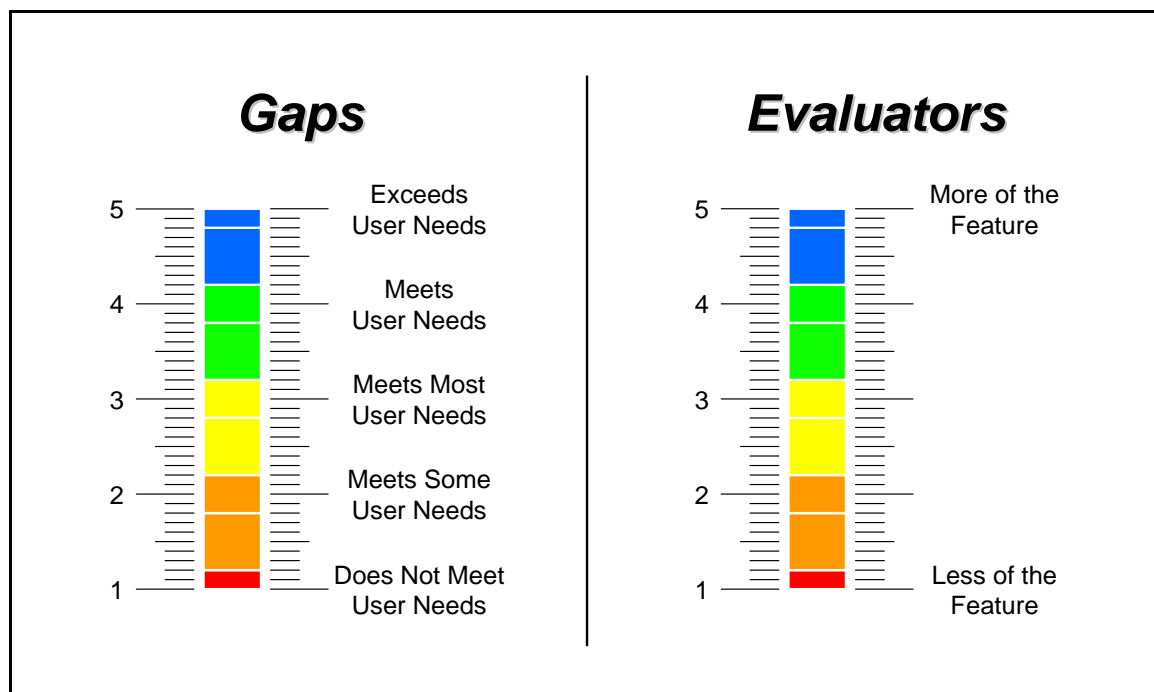 Gaps
5
Exceeds
User Needs
4
Meets
User Needs
3
Meets Most
User Needs
2
Meets Some
User Needs
1
Does Not Meet
User Needs
Evaluators
5
More of the
Feature
4
3
2
1
Less of the
Feature